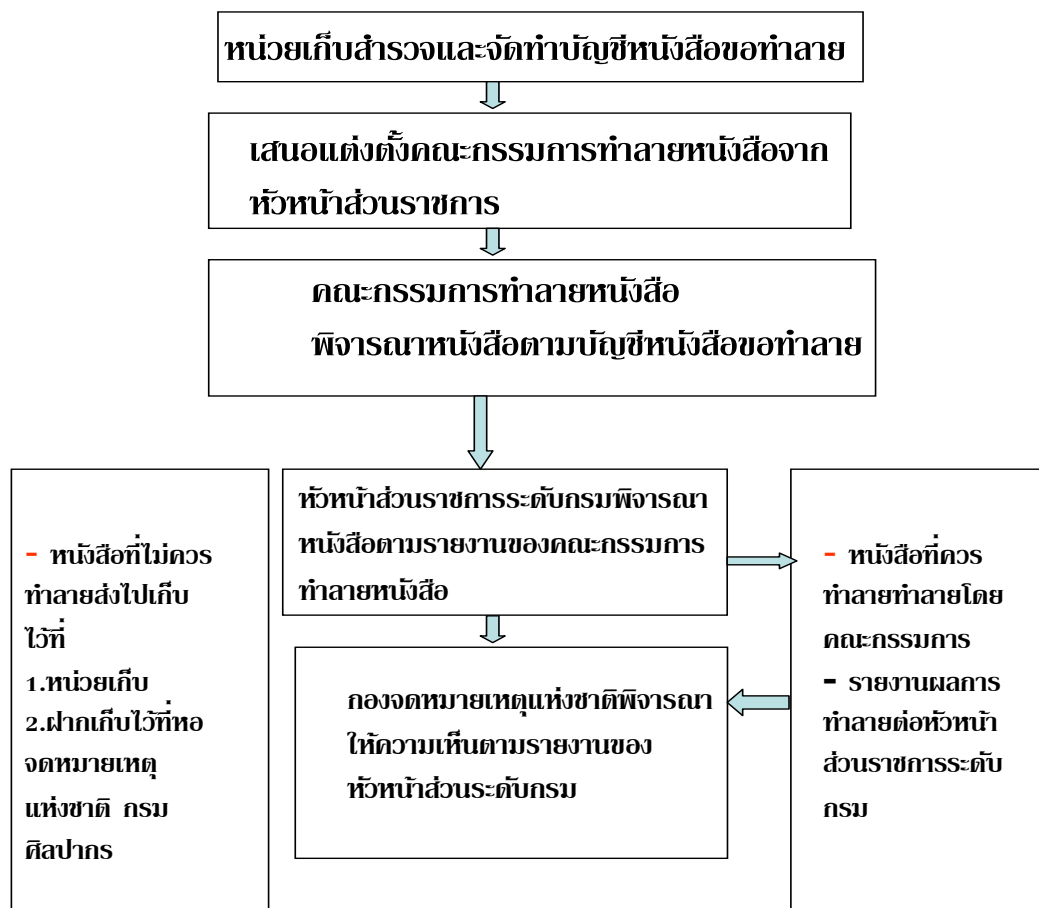 หน่วยเก็บสำรวจและจัดทำบัญชีหนังสือขอทำลาย
เสนอแต่งตั้งคณะกรรมการทำลายหนังสือจาก
หัวหน้าส่วนราชการ
คณะกรรมการทำลายหนังสือ
พิจารณาหนังสือตามบัญชีหนังสือขอทำลาย
- หนังสือที่ไม่ควร
ทำลายส่งไปเก็บ
ไว้ที่
1.หน่วยเก็บ
2.ฝากเก็บไว้ที่หอ
จดหมายเหตุ
แห่งชาติ กรม
ศิลปากร
หัวหน้าส่วนราชการระดับกรมพิจารณา
หนังสือตามรายงานของคณะกรรมการ
ทำลายหนังสือ
กองจดหมายเหตุแห่งชาติพิจารณา
ให้ความเห็นตามรายงานของ
หัวหน้าส่วนระดับกรม
- หนังสือที่ควร
ทำลายทำลายโดย
คณะกรรมการ
- รายงานผลการ
ทำลายต่อหัวหน้า
ส่วนราชการระดับ
กรม